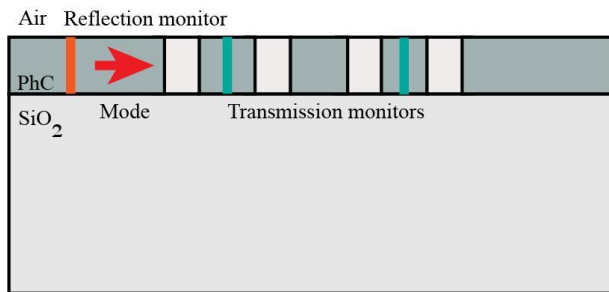 Air Reflection monitor
PhC
SiO2
Mode Transmission monitors